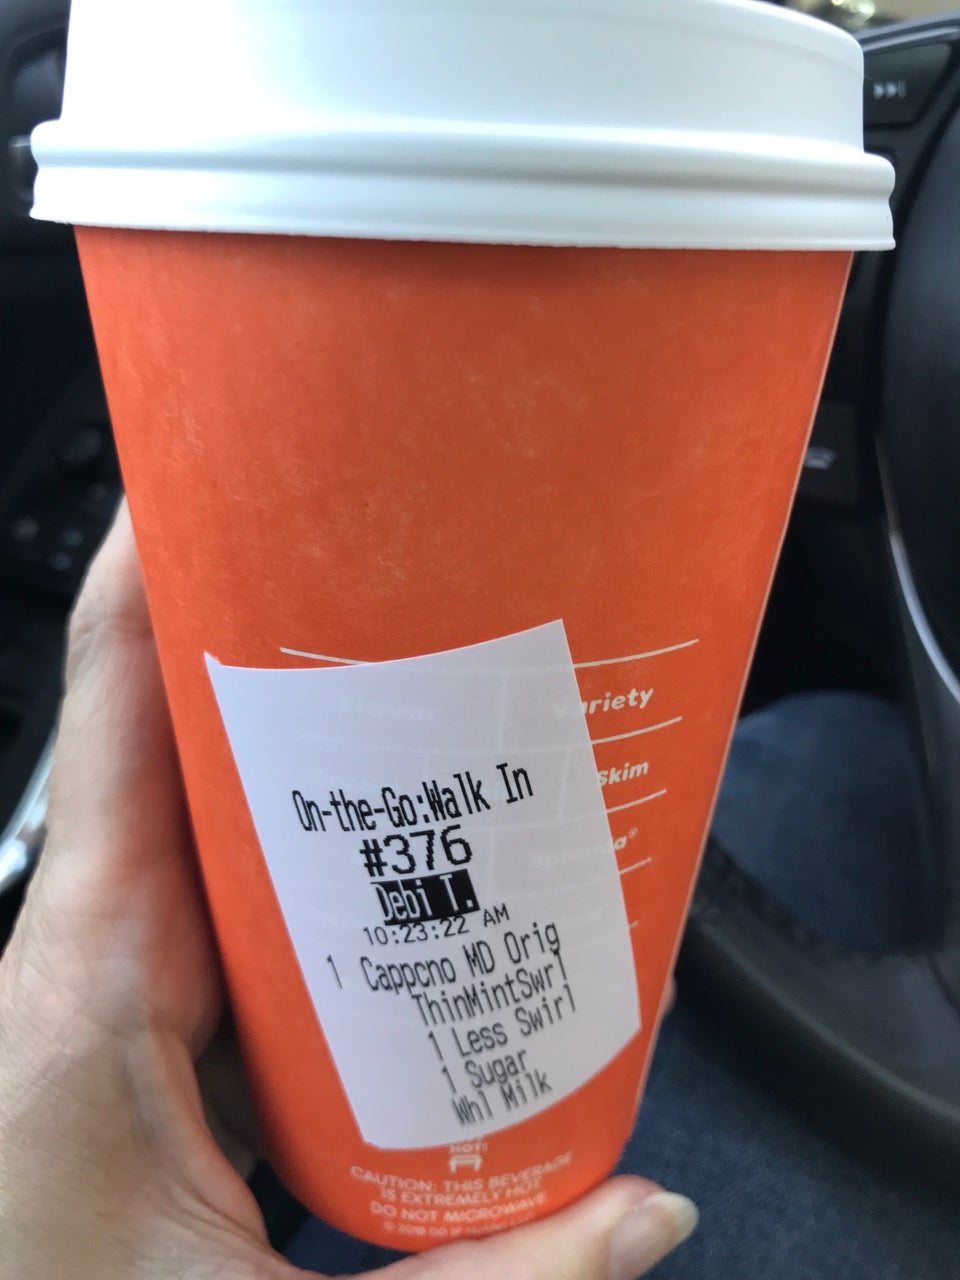 Variety
Skim
On-the-Go:Walk In
#376
Debi T.
10:23:22 AM
1 Cappcno MD Orig
ThinMintSwrl
1 Less Swirl
1 Sugar
Whl Milk
HOT!
CAUTION: THIS BEVERAGE
IS EXTREMELY HOT.
DO NOT MICROWAVE.